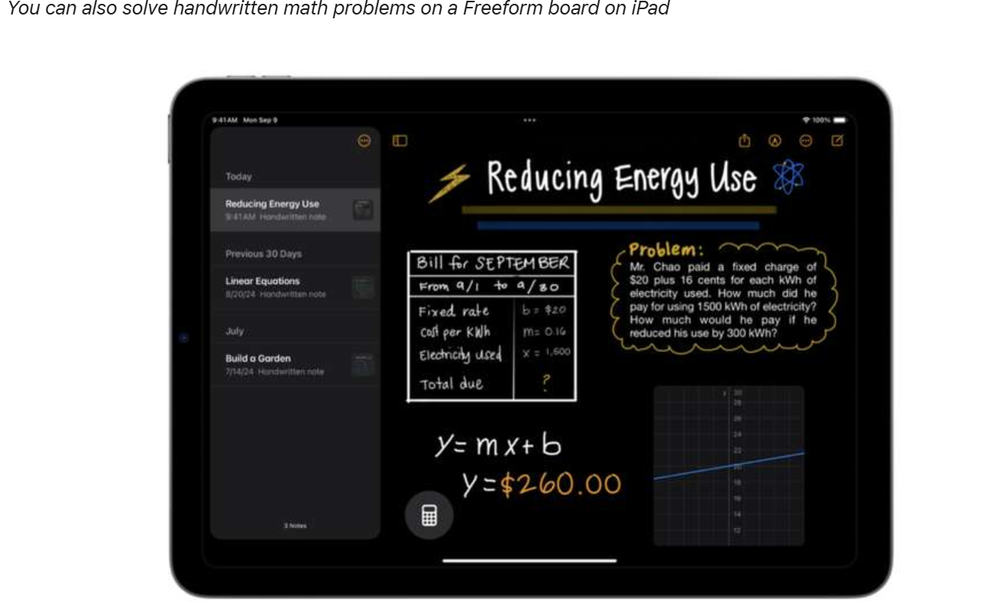 You can also solve handwritten math problems on a Freeform board on iPad
9:41 AM Mon Sep 9
100%
Today
Reducing Energy Use
9:41 AM Handwritten note
Previous 30 Days
Linear Equations
8/20/24 Handwritten note
July
Build a Garden
7/14/24 Handwritten note
3 Notes
Reducing Energy Use
Bill for SEPTEMBER
From 9/1 to 9/30
Fixed rate b = $20
Cost per KWh m= 0.16
Electricity used x = 1,500
Total due ?
Problem:
Mr. Chao paid a fixed charge of
$20 plus 16 cents for each kWh of
electricity used. How much did he
pay for using 1500 kWh of electricity?
How much would he pay if he
reduced his use by 300 kWh?
y= mx+b
y=$260.00
y 30
28
26
24
22
20
18
16
14
12